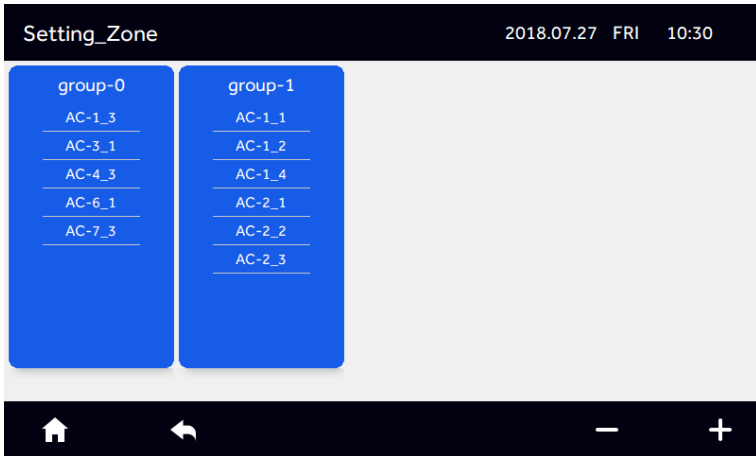 Setting_Zone
2018.07.27 FRI 10:30
group-0
AC-1_3
AC-3_1
AC-4_3
AC-6_1
AC-7_3
group-1
AC-1_1
AC-1_2
AC-1_4
AC-2_1
AC-2_2
AC-2_3